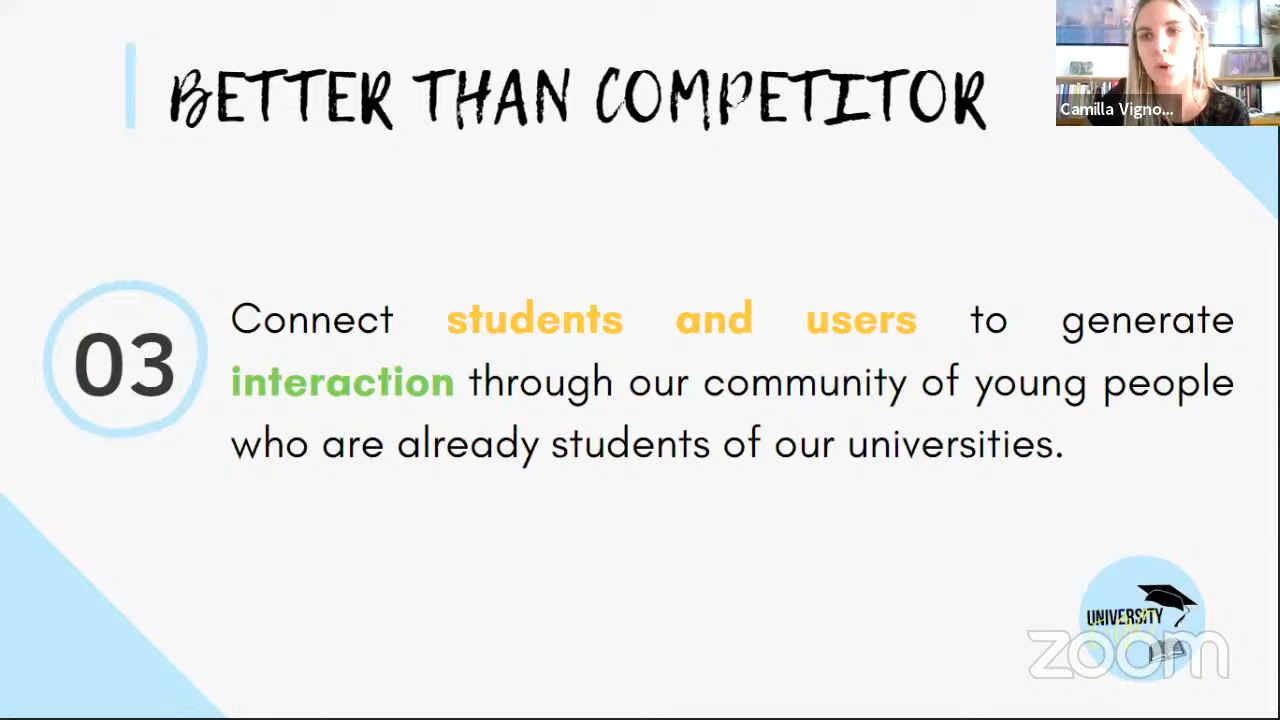 BETTER THAN COMPETITOR
Camilla Vigno...
03
Connect students and users to generate
interaction through our community of young people
who are already students of our universities.
UNIVERSITY
zoom